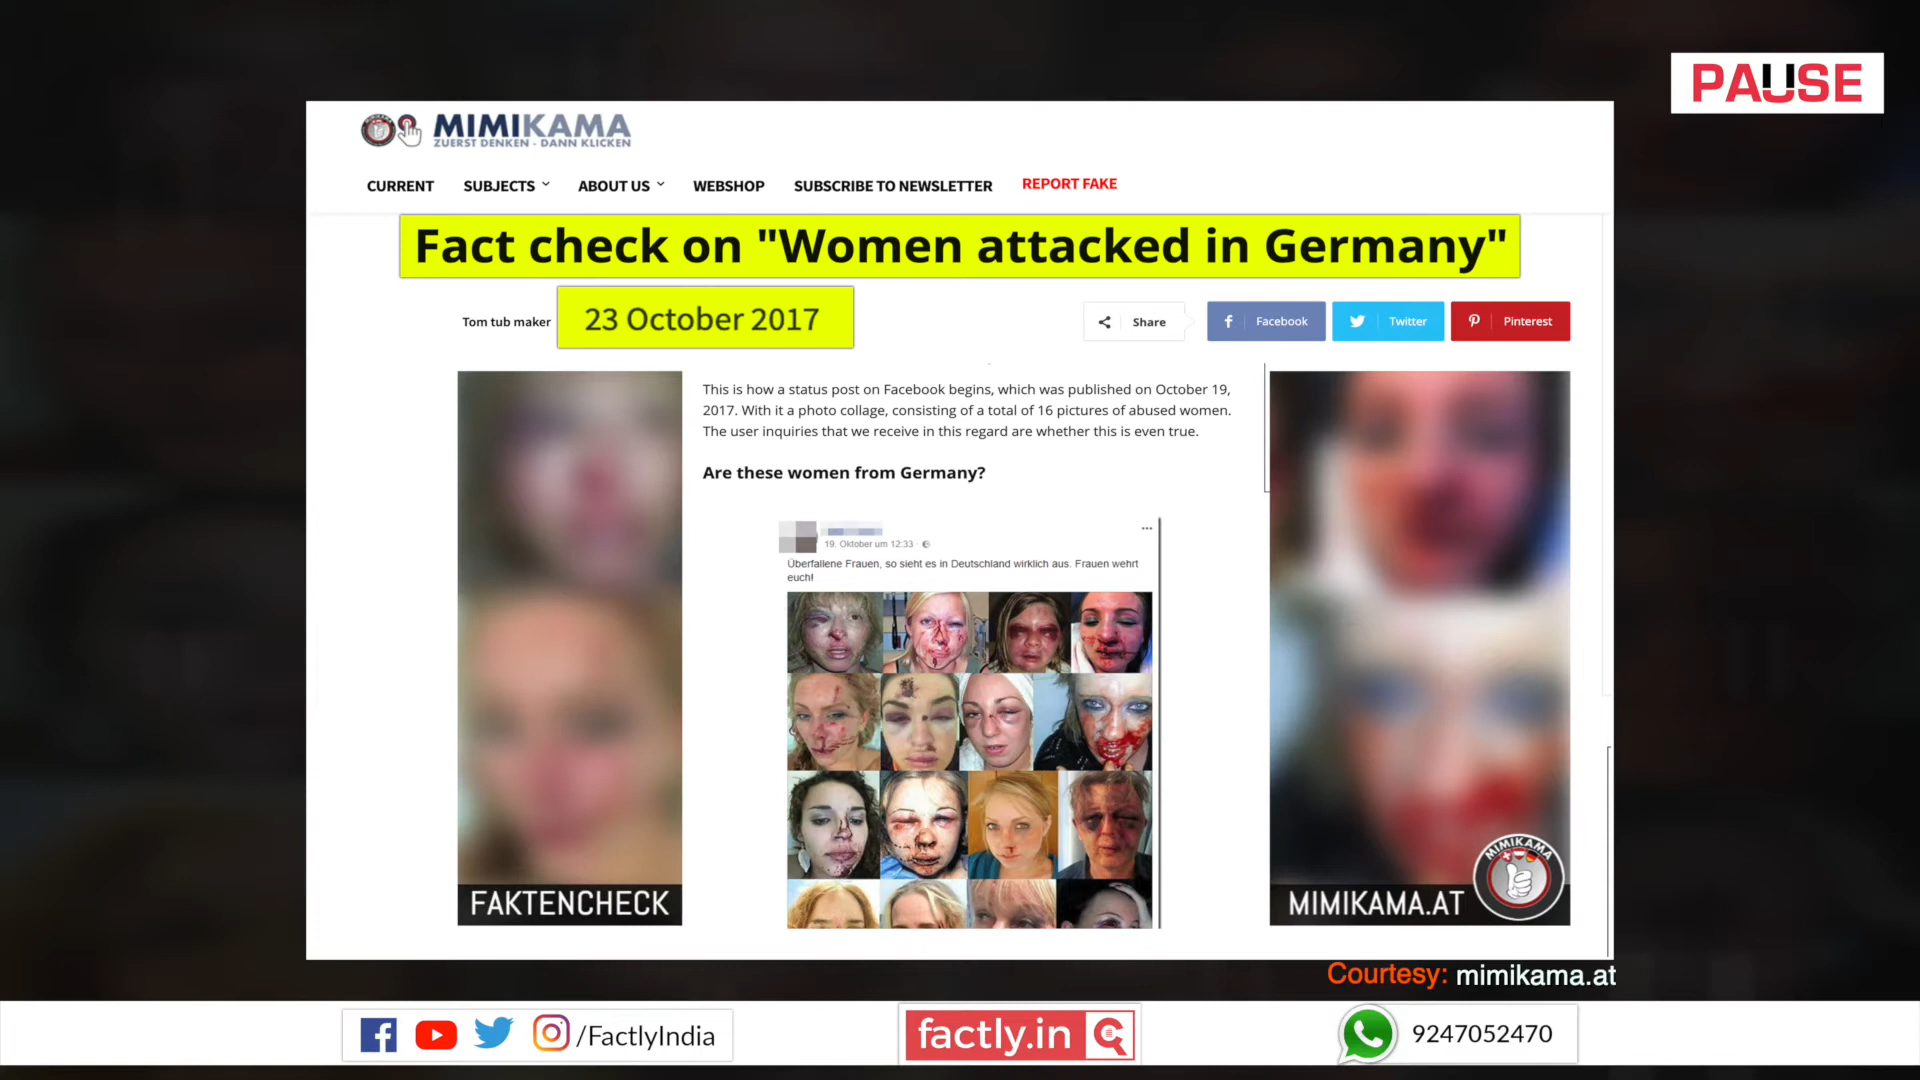 PAUSE
MIMIKAMA
ZUERST DENKEN - DANN KLICKEN
CURRENT SUBJECTS ABOUT US WEBSHOP SUBSCRIBE TO NEWSLETTER REPORT FAKE
Fact check on "Women attacked in Germany"
Tom tub maker 23 October 2017 Share Facebook Twitter Pinterest
This is how a status post on Facebook begins, which was published on October 19,
2017. With it a photo collage, consisting of a total of 16 pictures of abused women.
The user inquiries that we receive in this regard are whether this is even true.
Are these women from Germany?
19. Oktober um 12:33
Überfallene Frauen, so sieht es in Deutschland wirklich aus. Frauen wehrt
euch!
FAKTENCHECK
MIMIKAMA
MIMIKAMA.AT
Courtesy: mimikama.at
/FactlyIndia
factly.in
9247052470